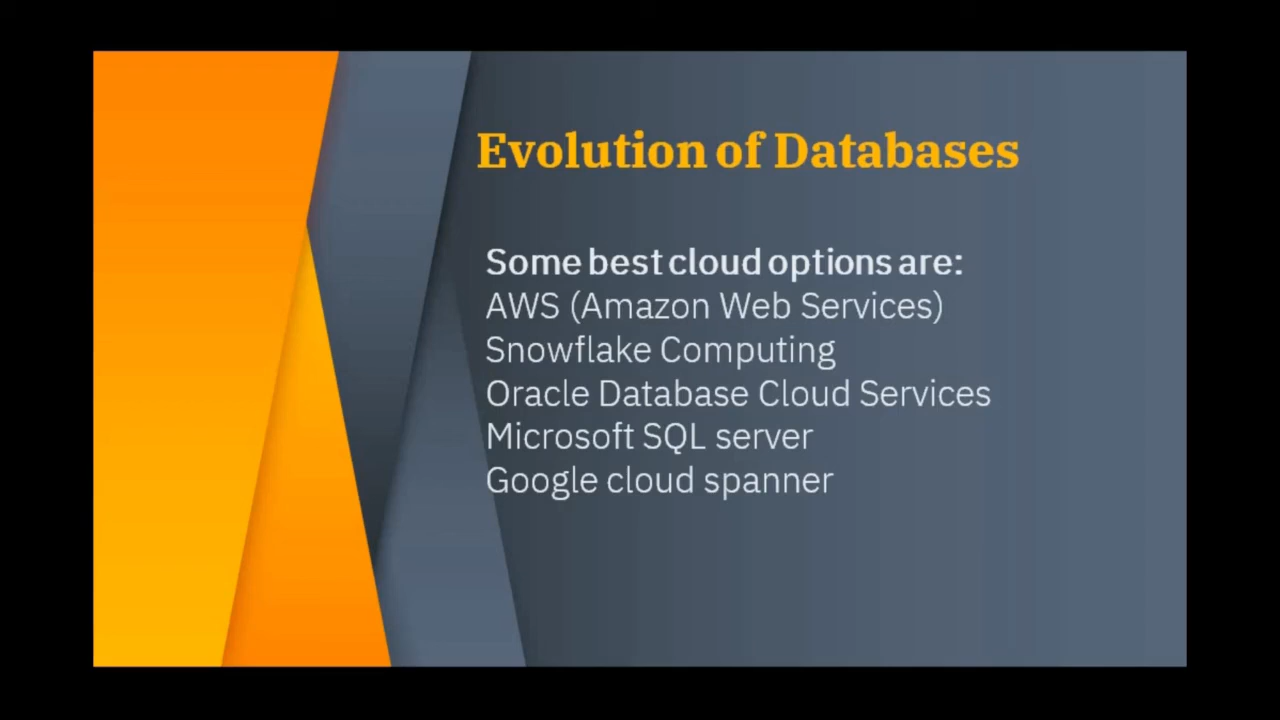 Evolution of Databases
Some best cloud options are:
AWS (Amazon Web Services)
Snowflake Computing
Oracle Database Cloud Services
Microsoft SQL server
Google cloud spanner